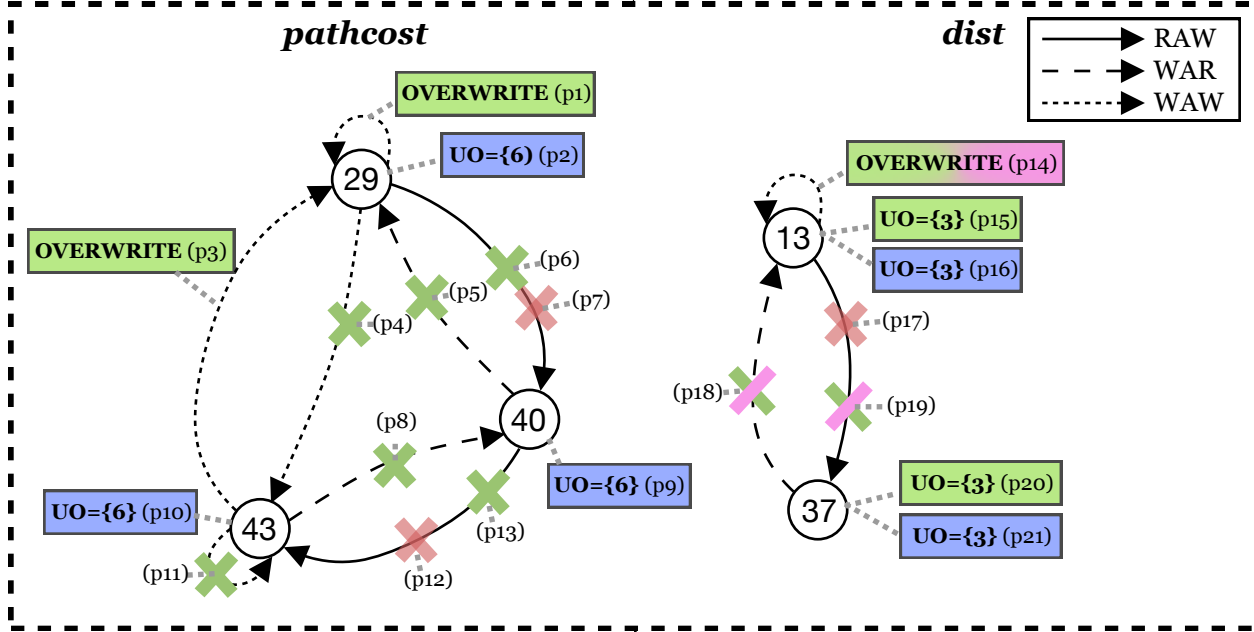 pathcost
dist
RAW
WAR
WAW
OVERWRITE (p1)
UO={6) (p2)
29
OVERWRITE (p3)
(p4)
(p5)
(p6)
(p7)
(p8)
40
UO={6} (p9)
UO={6} (p10)
43
(p11)
(p12)
(p13)
OVERWRITE (p14)
13
UO={3} (p15)
UO={3} (p16)
(p17)
(p18)
(p19)
37
UO={3} (p20)
UO={3} (p21)